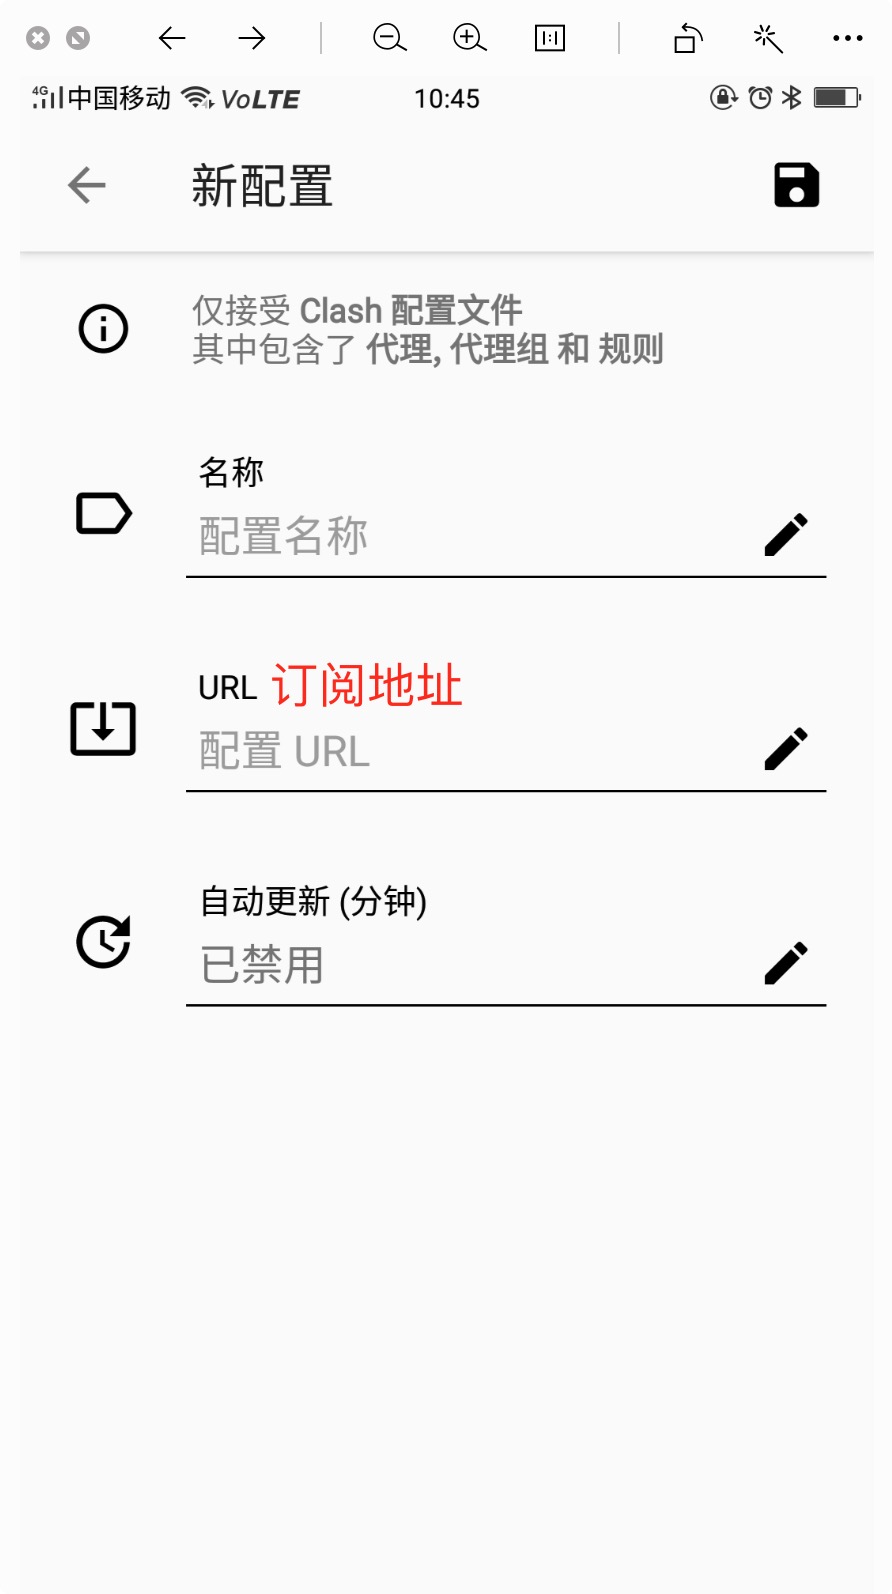 4G 中国移动 VoLTE 10:45
新配置
仅接受 Clash 配置文件
其中包含了 代理, 代理组 和 规则
名称
配置名称
URL 订阅地址
配置 URL
自动更新 (分钟)
已禁用